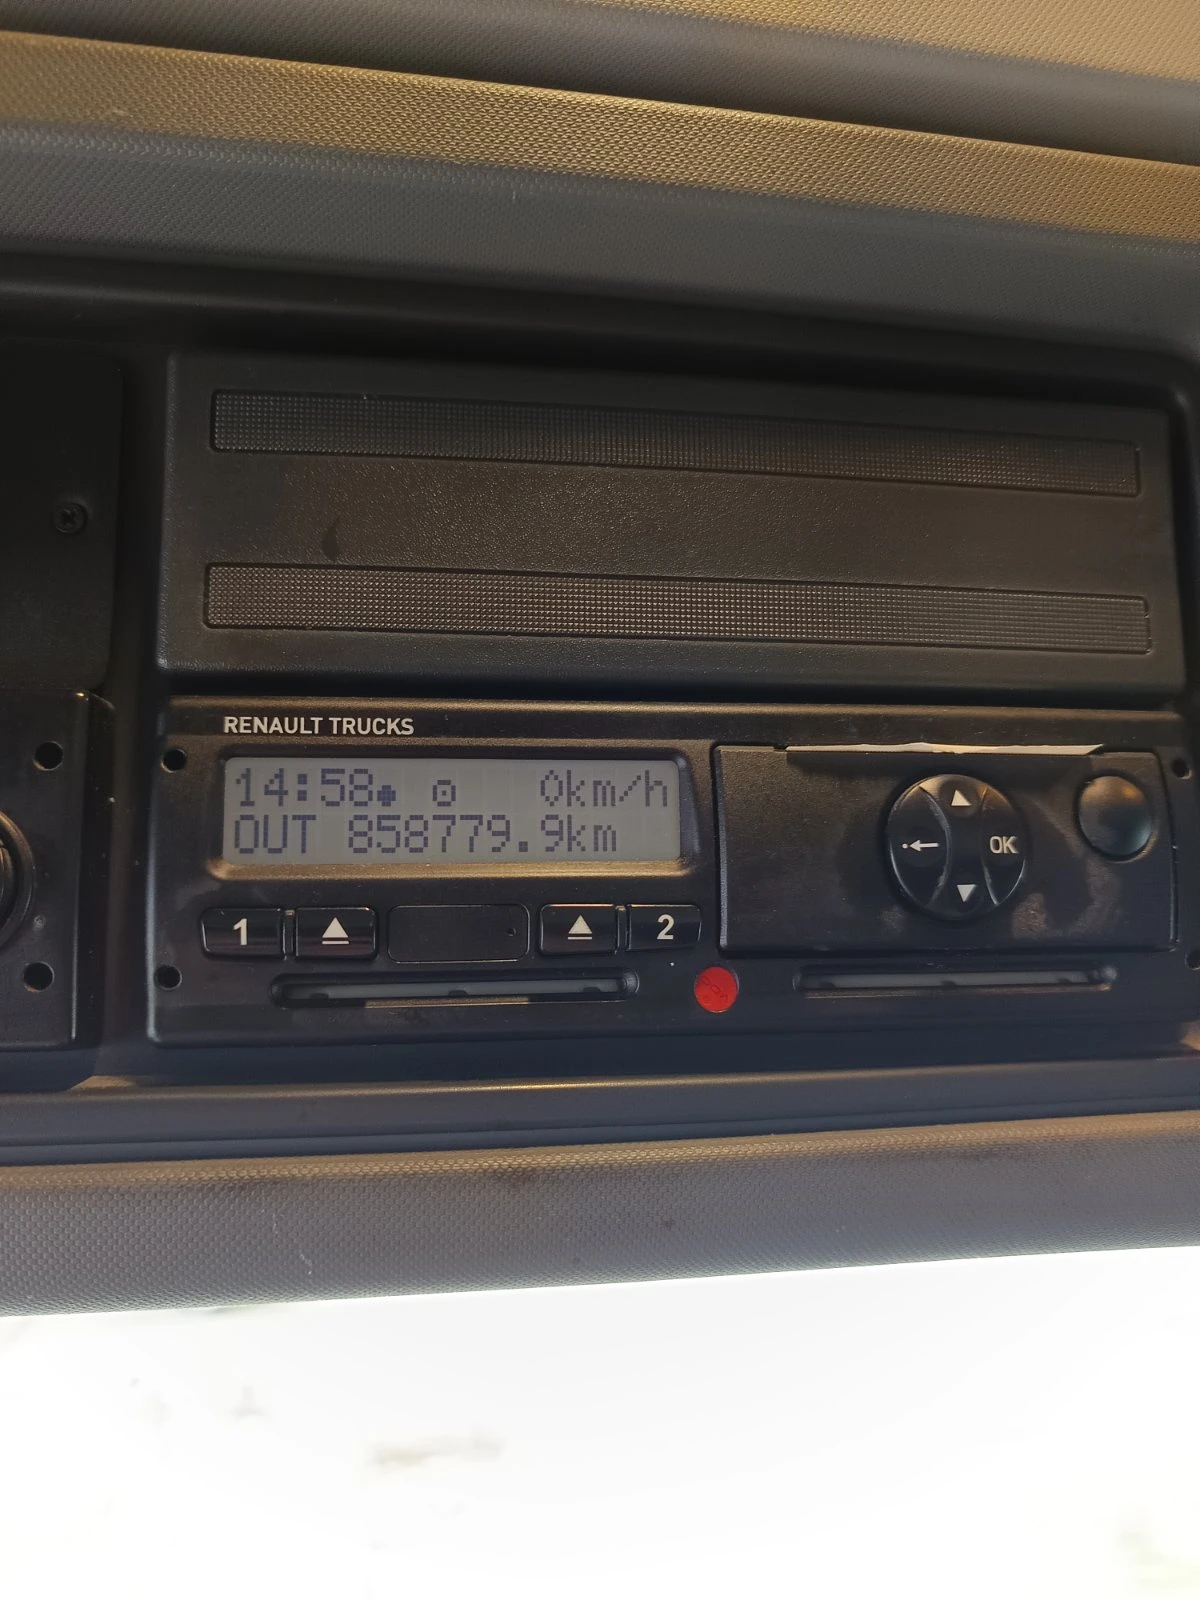 RENAULT TRUCKS
14:58 0km/h
OUT 858779.9km
OK
1
2